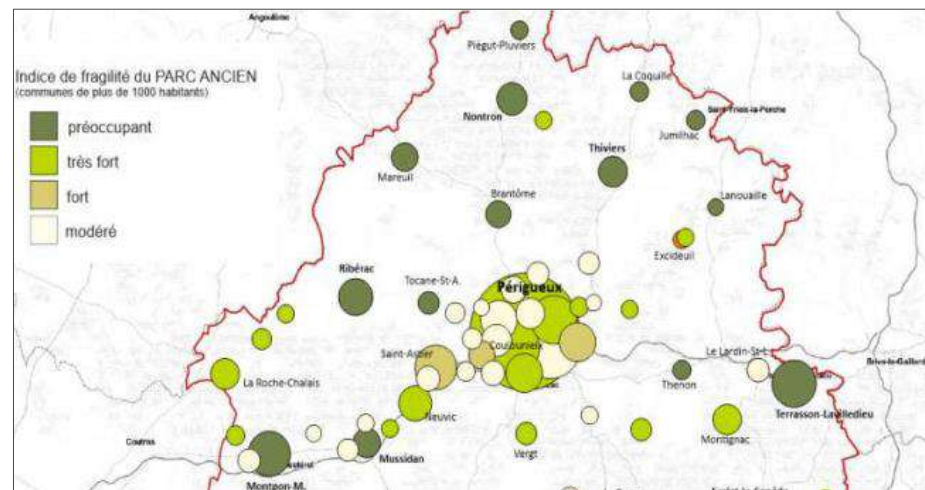 Angoulème
Piégut-Pluviers
Indice de fragilité du PARC ANCIEN
(communes de plus de 1000 habitants)
préoccupant
très fort
fort
modéré
La Coquille
Nontron
Jumilhac
Thiviers
Mareuil
Brantôme
Lanouaille
Excideuil
Ribérac
Tocane-St-A.
Périgueux
Saint-Astier
Coulounieix
Le Lardin-St-L.
La Roche-Chalais
Thenon
Terrasson-Lavilledieu
Neuvic
Montignac
Vergt
Coutras
Mussidan
Montpon-M.